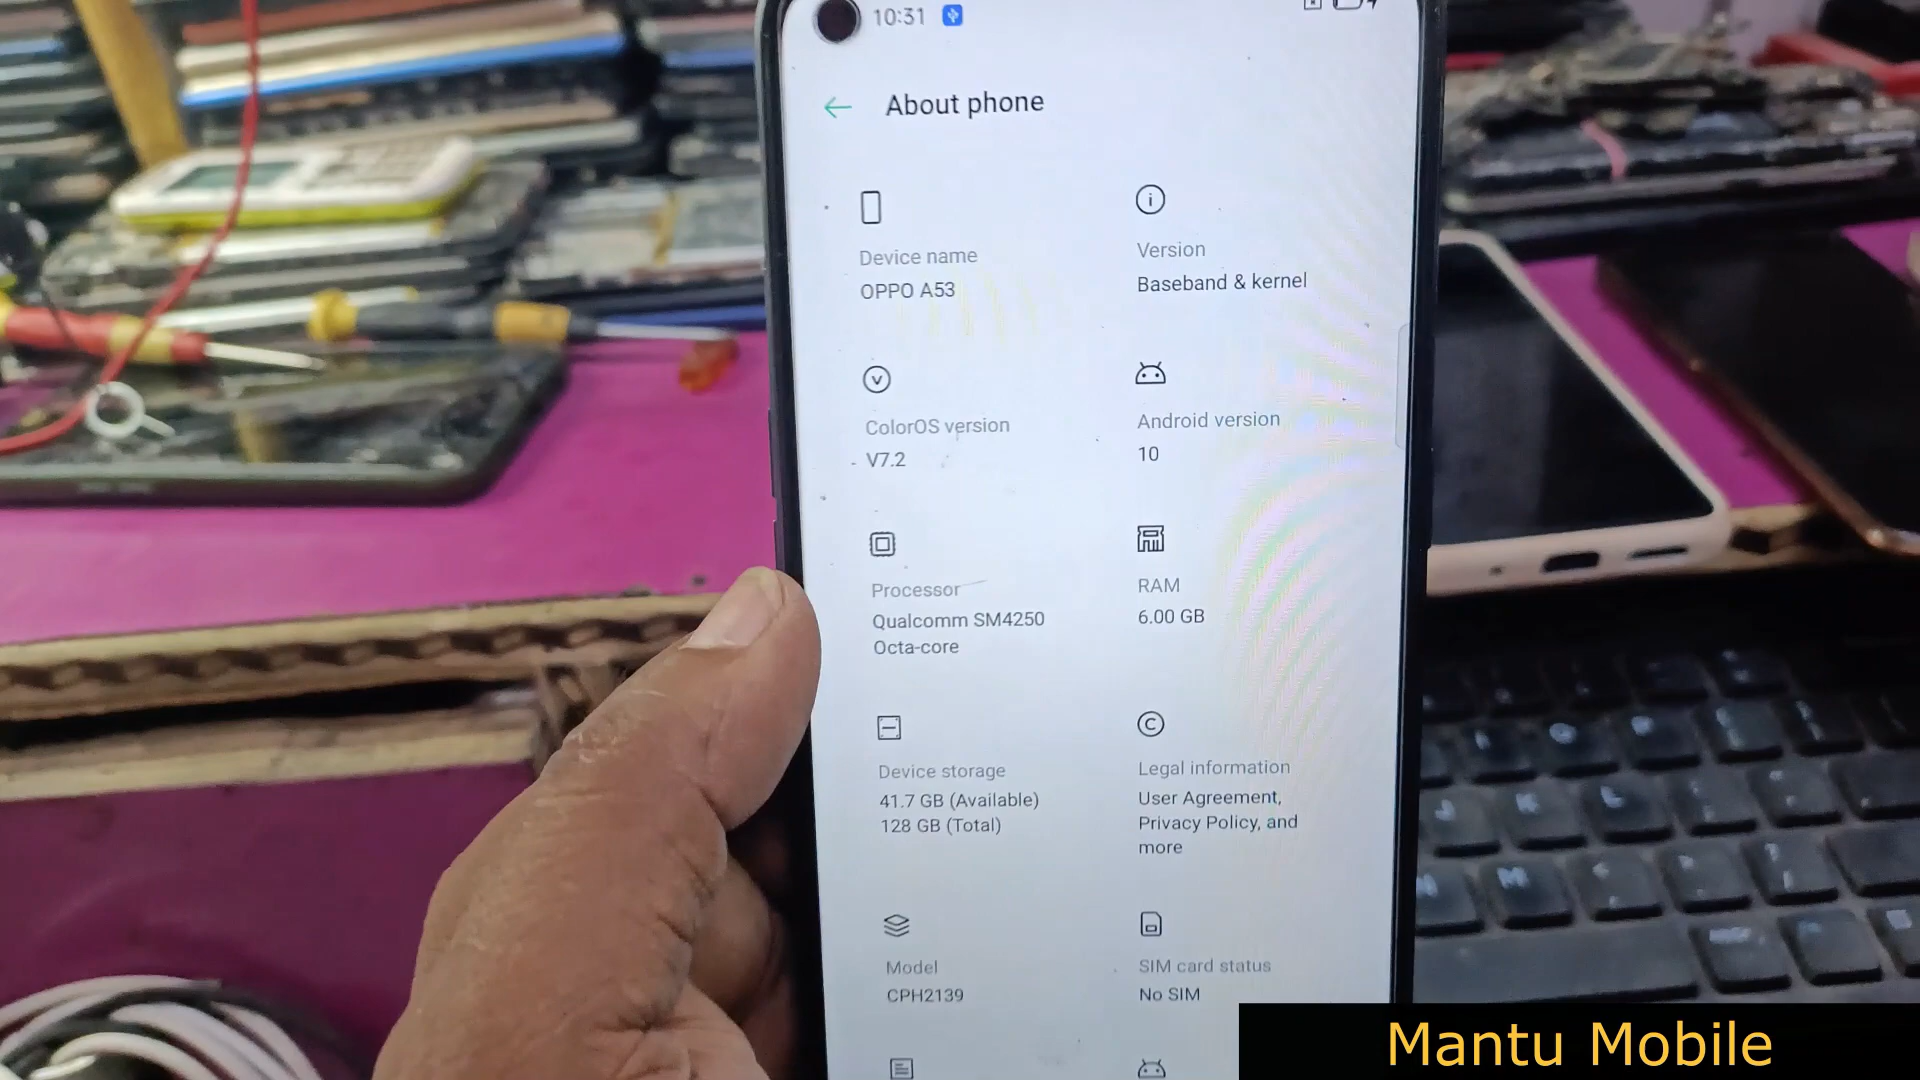 10:31
About phone
Device name
OPPO A53
Version
Baseband & kernel
ColorOS version
V7.2
Android version
10
Processor
Qualcomm SM4250
Octa-core
RAM
6.00 GB
Device storage
41.7 GB (Available)
128 GB (Total)
Legal information
User Agreement,
Privacy Policy, and
more
Model
CPH2139
SIM card status
No SIM
Mantu Mobile